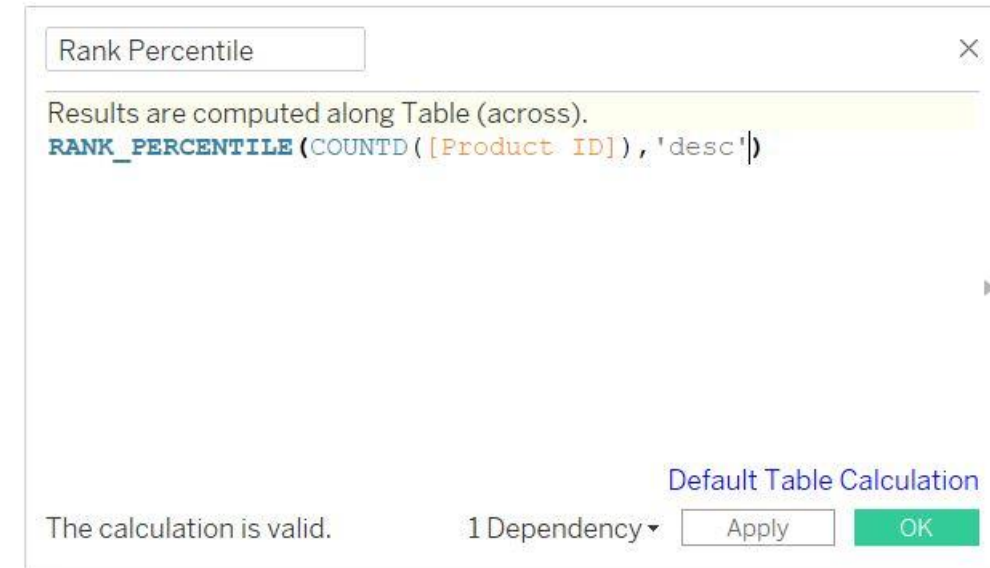 Rank Percentile
Results are computed along Table (across).
RANK_PERCENTILE(COUNTD([Product ID]),'desc')
Default Table Calculation
The calculation is valid.
1 Dependency
Apply
OK